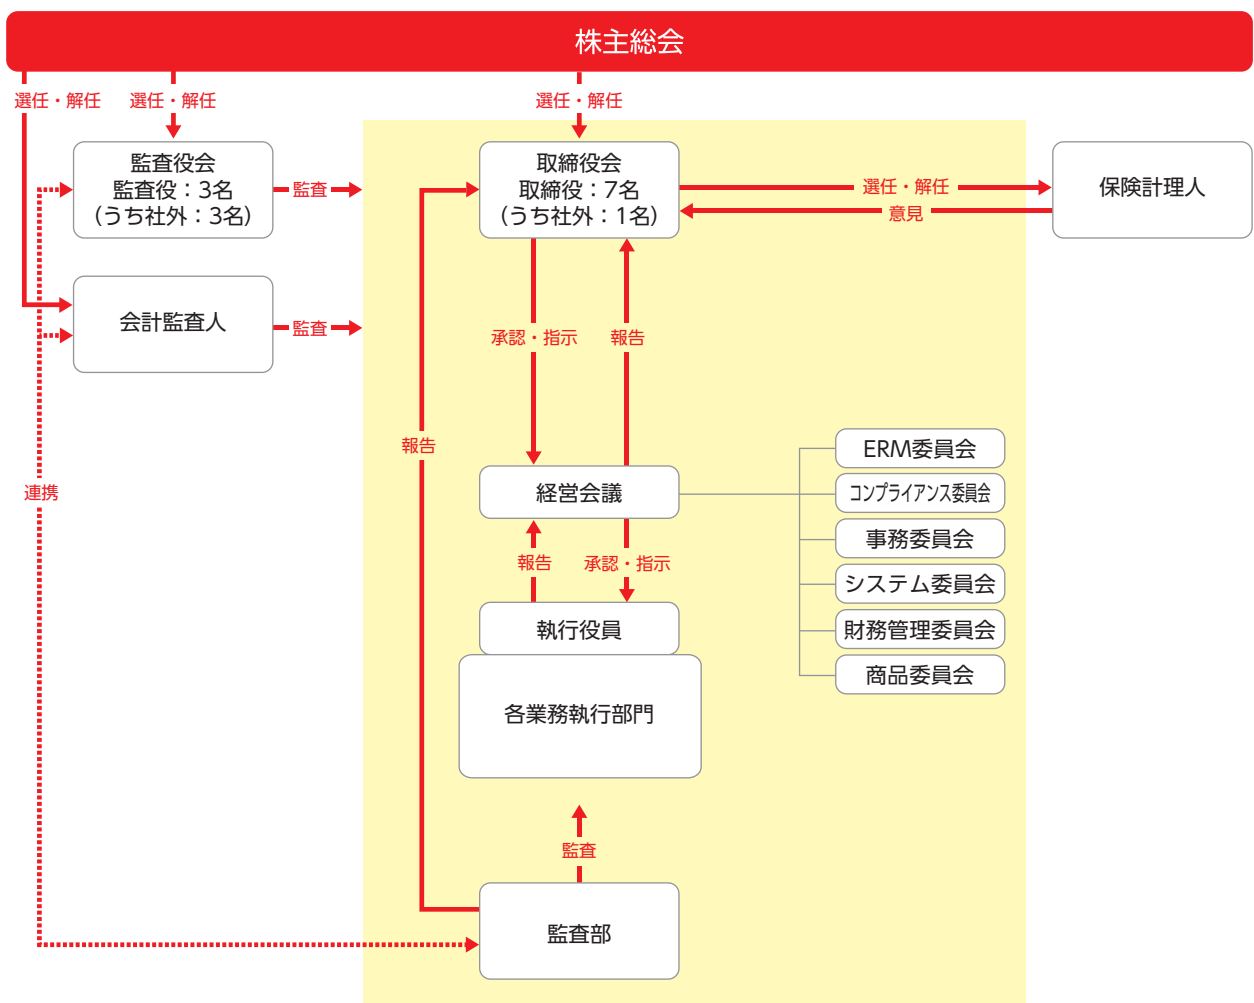 株主総会
選任・解任
選任・解任
選任・解任
監査役会
監査役：3名
（うち社外：3名）
監査
取締役会
取締役：7名
（うち社外：1名）
選任・解任
意見
保険計理人
会計監査人
監査
承認・指示
報告
報告
連携
経営会議
ERM委員会
コンプライアンス委員会
事務委員会
システム委員会
財務管理委員会
商品委員会
報告
承認・指示
執行役員
各業務執行部門
監査
監査部